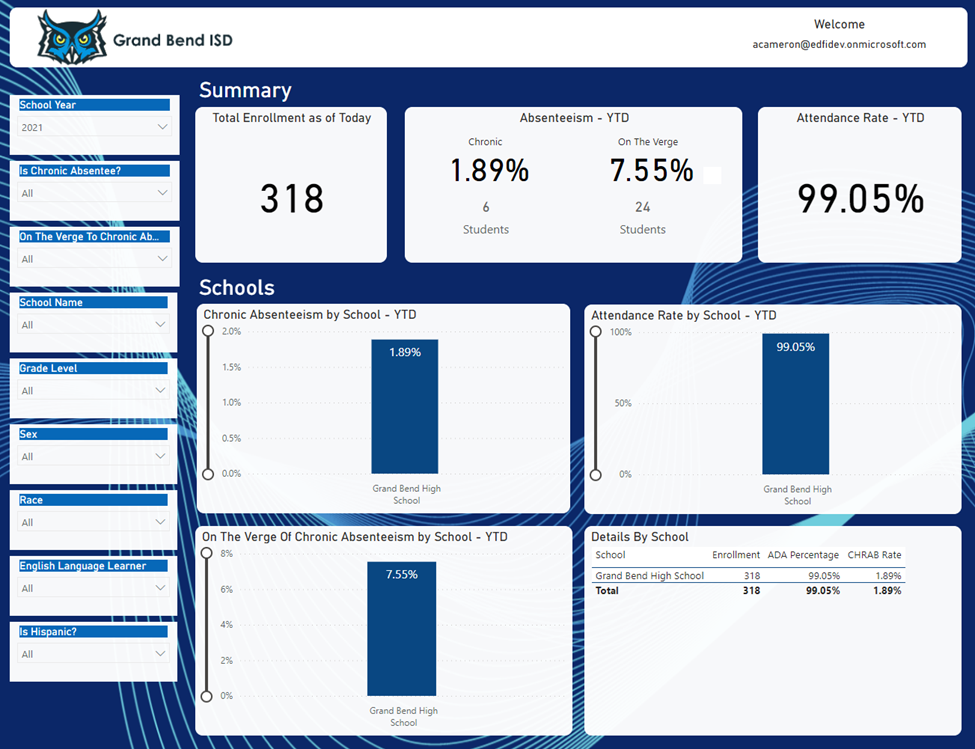 Grand Bend ISD
Welcome
acameron@edfidev.onmicrosoft.com
School Year
2021
Is Chronic Absentee?
All
On The Verge To Chronic Ab...
All
School Name
All
Grade Level
All
Sex
All
Race
All
English Language Learner
All
Is Hispanic?
All
Summary
Total Enrollment as of Today
318
Absenteeism - YTD
Chronic
1.89%
6
Students
On The Verge
7.55%
24
Students
Attendance Rate - YTD
99.05%
Schools
Chronic Absenteeism by School - YTD
2.0%
1.5%
1.0%
0.5%
0.0%
1.89%
Grand Bend High
School
Attendance Rate by School - YTD
100%
50%
0%
99.05%
Grand Bend High
School
On The Verge Of Chronic Absenteeism by School - YTD
8%
6%
4%
2%
0%
7.55%
Grand Bend High
School
Details By School
School Enrollment ADA Percentage CHRAB Rate
Grand Bend High School 318 99.05% 1.89%
Total 318 99.05% 1.89%